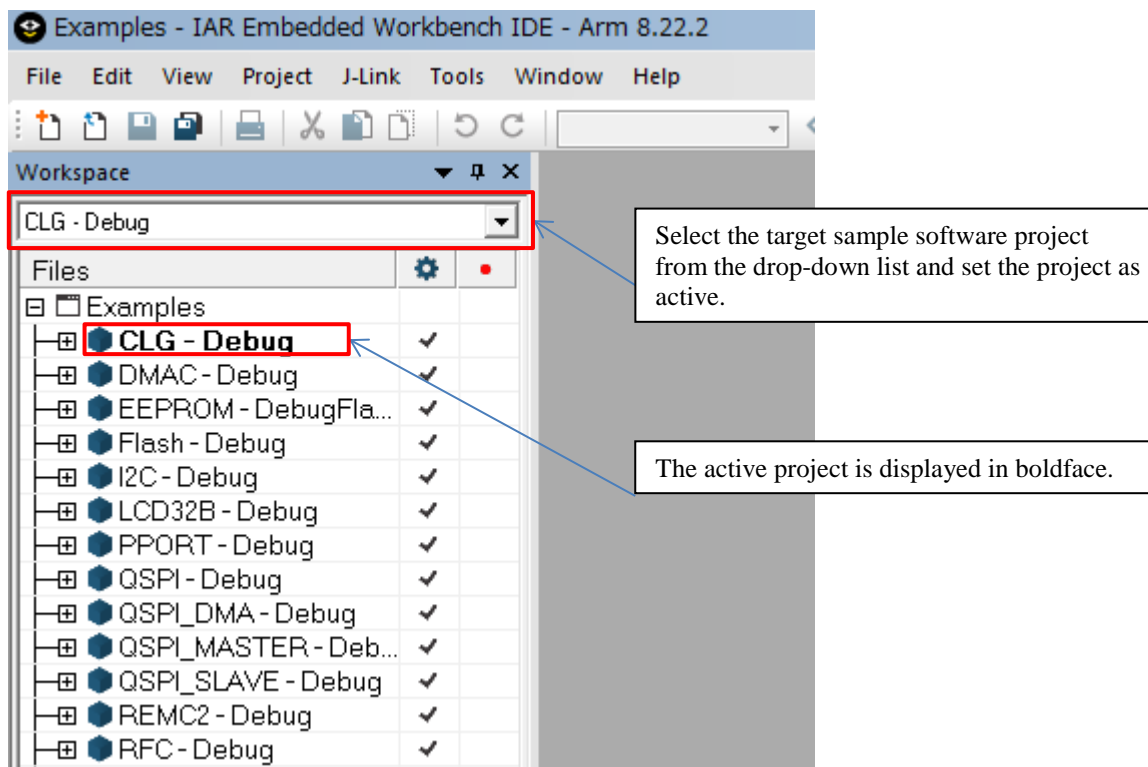 Examples - IAR Embedded Workbench IDE - Arm 8.22.2
File Edit View Project J-Link Tools Window Help
Workspace
CLG - Debug
Select the target sample software project
from the drop-down list and set the project as
active.
Files
Examples
CLG - Debug
DMAC - Debug
EEPROM - DebugFla...
Flash - Debug
The active project is displayed in boldface.
I2C - Debug
LCD32B - Debug
PPORT - Debug
QSPI - Debug
QSPI_DMA - Debug
QSPI_MASTER - Deb...
QSPI_SLAVE - Debug
REMC2 - Debug
RFC - Debug